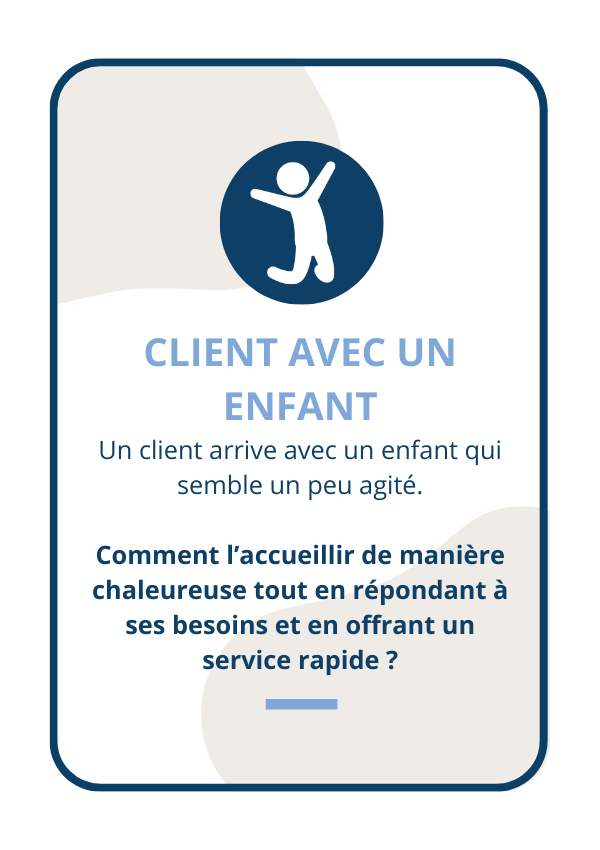 CLIENT AVEC UN
ENFANT
Un client arrive avec un enfant qui
semble un peu agité.
Comment l’accueillir de manière
chaleureuse tout en répondant à
ses besoins et en offrant un
service rapide ?